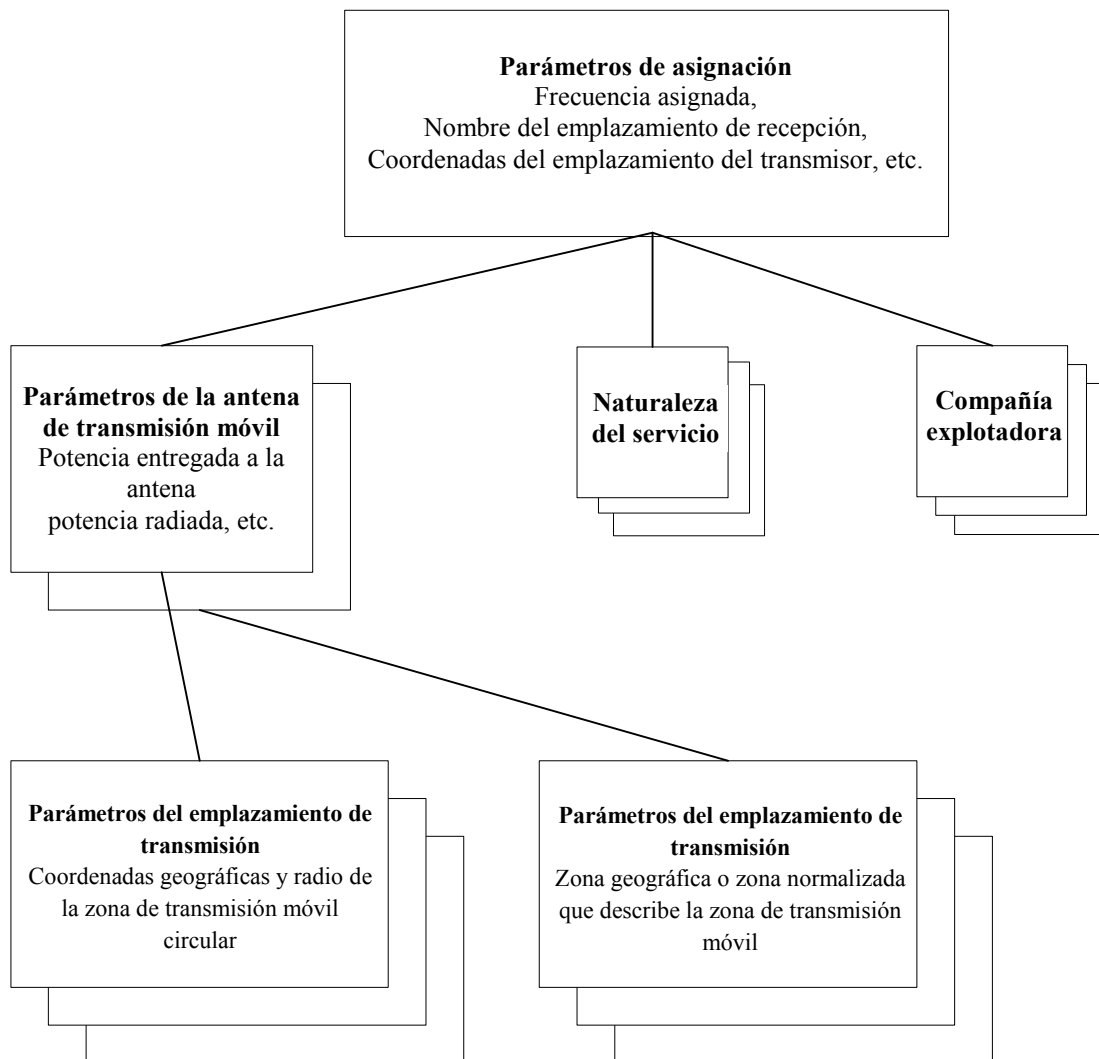 Parámetros de asignación
Frecuencia asignada,
Nombre del emplazamiento de recepción,
Coordenadas del emplazamiento del transmisor, etc.
Parámetros de la antena
de transmisión móvil
Potencia entregada a la
antena
potencia radiada, etc.
Naturaleza
del servicio
Compañía
explotadora
Parámetros del emplazamiento de
transmisión
Coordenadas geográficas y radio de
la zona de transmisión móvil
circular
Parámetros del emplazamiento de
transmisión
Zona geográfica o zona normalizada
que describe la zona de transmisión
móvil